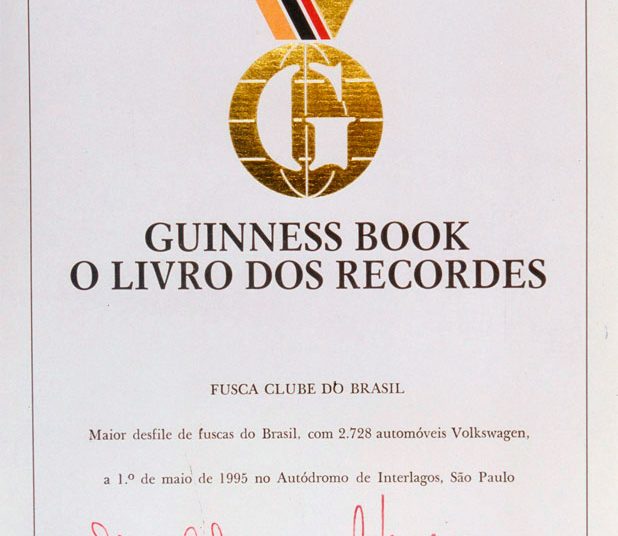 G
GUINNESS BOOK
O LIVRO DOS RECORDES
FUSCA CLUBE DO BRASIL
Maior desfile de fuscas do Brasil, com 2.728 automóveis Volkswagen,
a 1.º de maio de 1995 no Autódromo de Interlagos, São Paulo